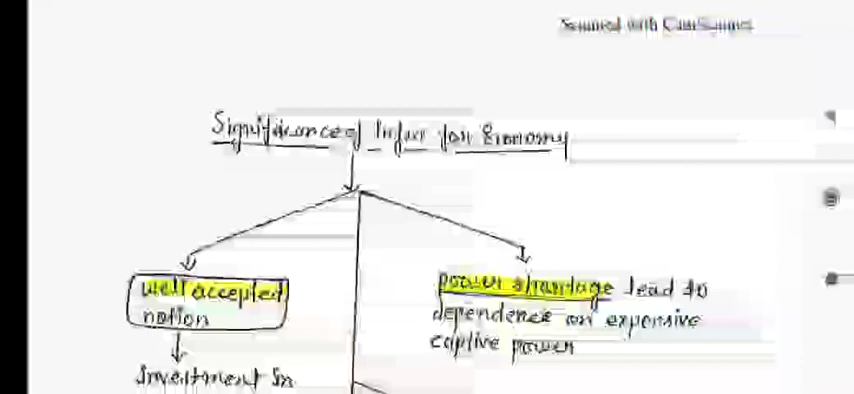 Scanned with CamScanner
Significance of Infra for Economy
well accepted
notion
Investment in
power shortage lead to
dependence on expensive
captive power